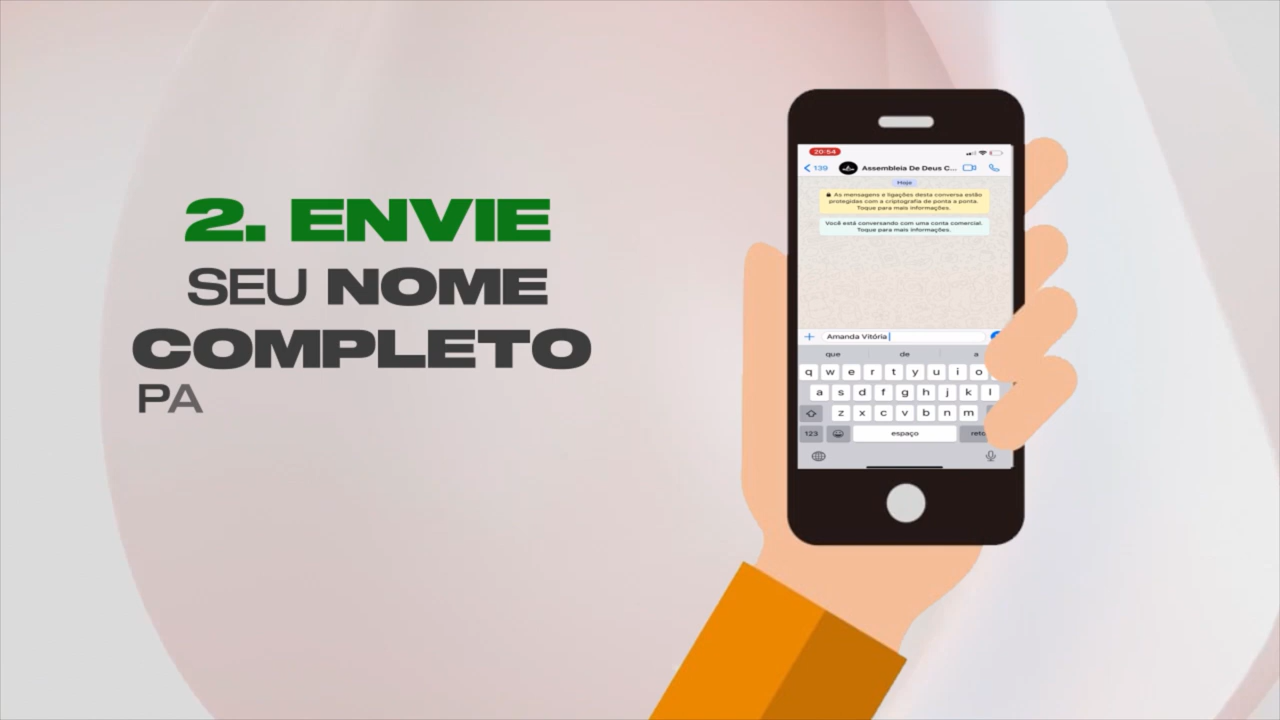 2. ENVIE
SEU NOME
COMPLETO
PA
20:54
139
Assembleia De Deus C...
Hoje
As mensagens e ligações desta conversa estão
protegidas com a criptografia de ponta a ponta.
Toque para mais informações.
Você está conversando com uma conta comercial.
Toque para mais informações.
Amanda Vitória
que de a
q w e r t y u i o
a s d f g h j k l
z x c v b n m
123 espaço reto